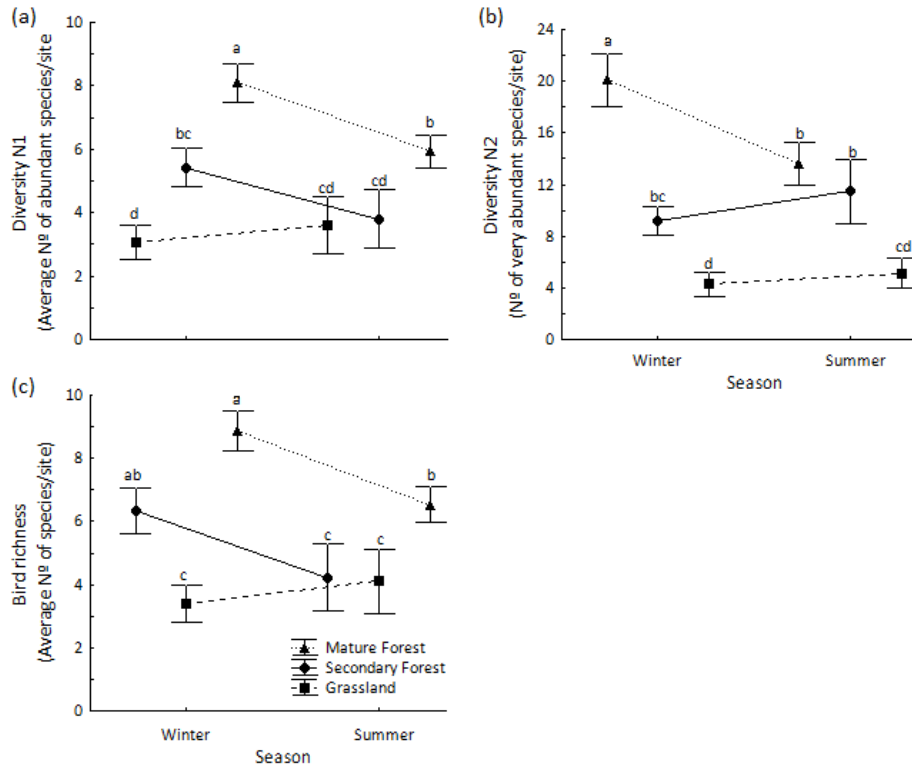 (a)
10
8
6
4
2
0
Diversity N1
(Average Nº of abundant species/site)
a
b
bc
cd
cd
d
(b)
24
20
16
12
8
4
0
Diversity N2
(Nº of very abundant species/site)
a
b
b
bc
d
cd
Winter
Summer
Season
(c)
10
8
6
4
2
0
Bird richness
(Average Nº of species/site)
a
ab
b
c
c
c
Mature Forest
Secondary Forest
Grassland
Winter
Summer
Season